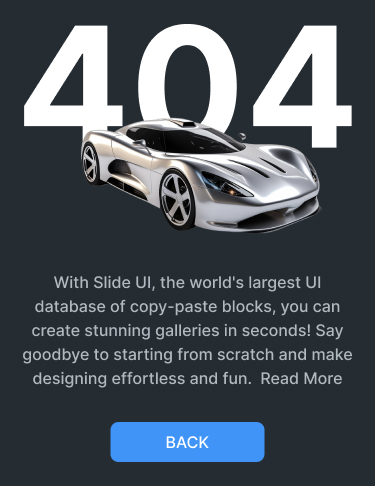 404
With Slide UI, the world's largest UI
database of copy-paste blocks, you can
create stunning galleries in seconds! Say
goodbye to starting from scratch and make
designing effortless and fun. Read More
BACK